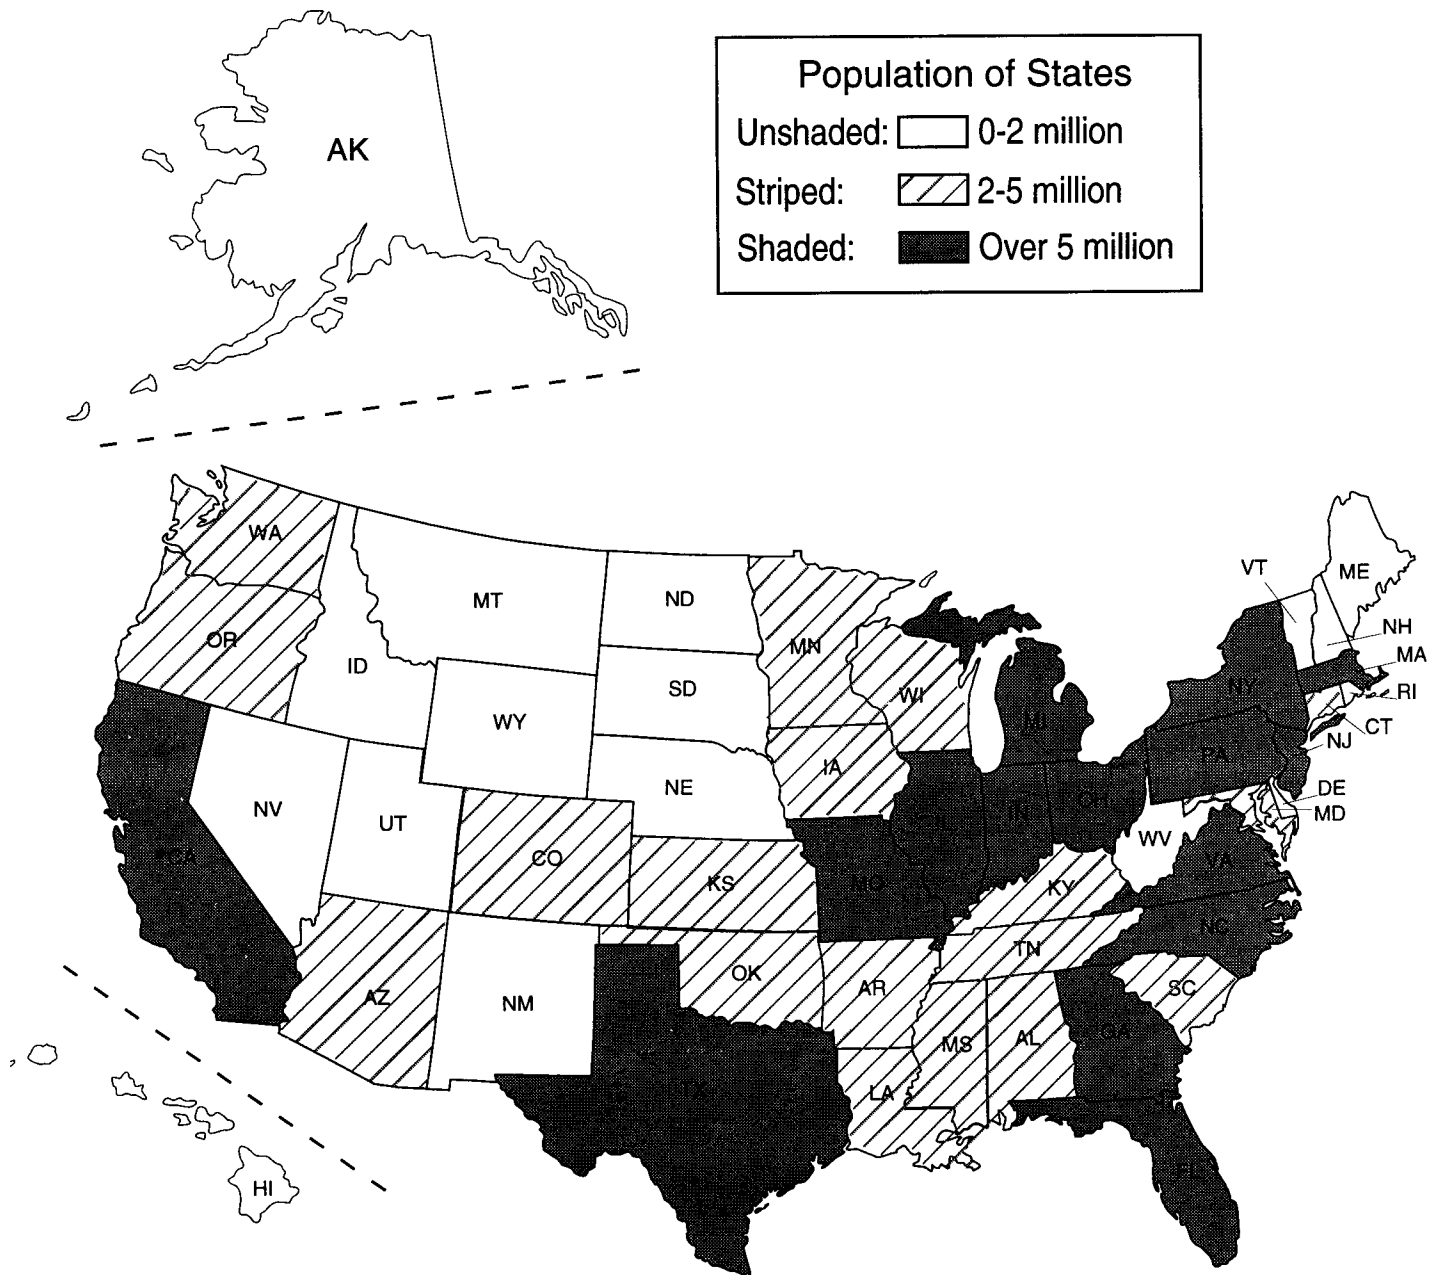 Population of States
Unshaded: 0-2 million
Striped: 2-5 million
Shaded: Over 5 million
AK
WA
MT
ND
MN
VT
ME
NH
MA
RI
CT
NJ
DE
MD
OR
ID
WY
SD
WI
MI
NY
PA
NV
UT
CO
NE
IA
IL
IN
OH
WV
VA
CA
KS
MO
KY
NC
TN
SC
AZ
NM
OK
AR
MS
AL
GA
TX
LA
FL
HI